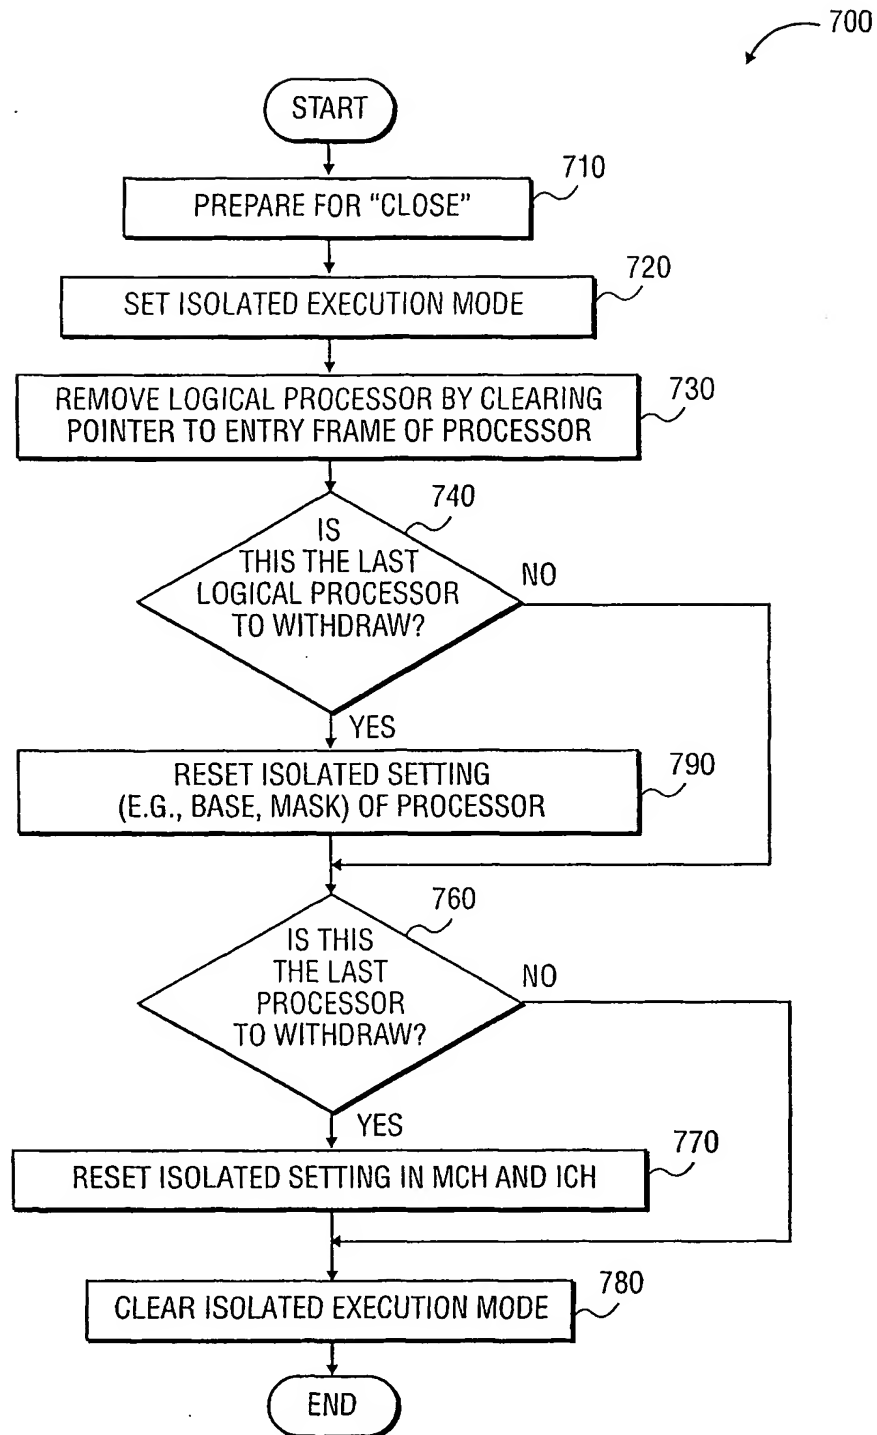 700
START
710
PREPARE FOR "CLOSE"
720
SET ISOLATED EXECUTION MODE
730
REMOVE LOGICAL PROCESSOR BY CLEARING
POINTER TO ENTRY FRAME OF PROCESSOR
740
IS
THIS THE LAST
LOGICAL PROCESSOR
TO WITHDRAW?
NO
YES
790
RESET ISOLATED SETTING
(E.G., BASE, MASK) OF PROCESSOR
760
IS THIS
THE LAST
PROCESSOR
TO WITHDRAW?
NO
YES
770
RESET ISOLATED SETTING IN MCH AND ICH
780
CLEAR ISOLATED EXECUTION MODE
END